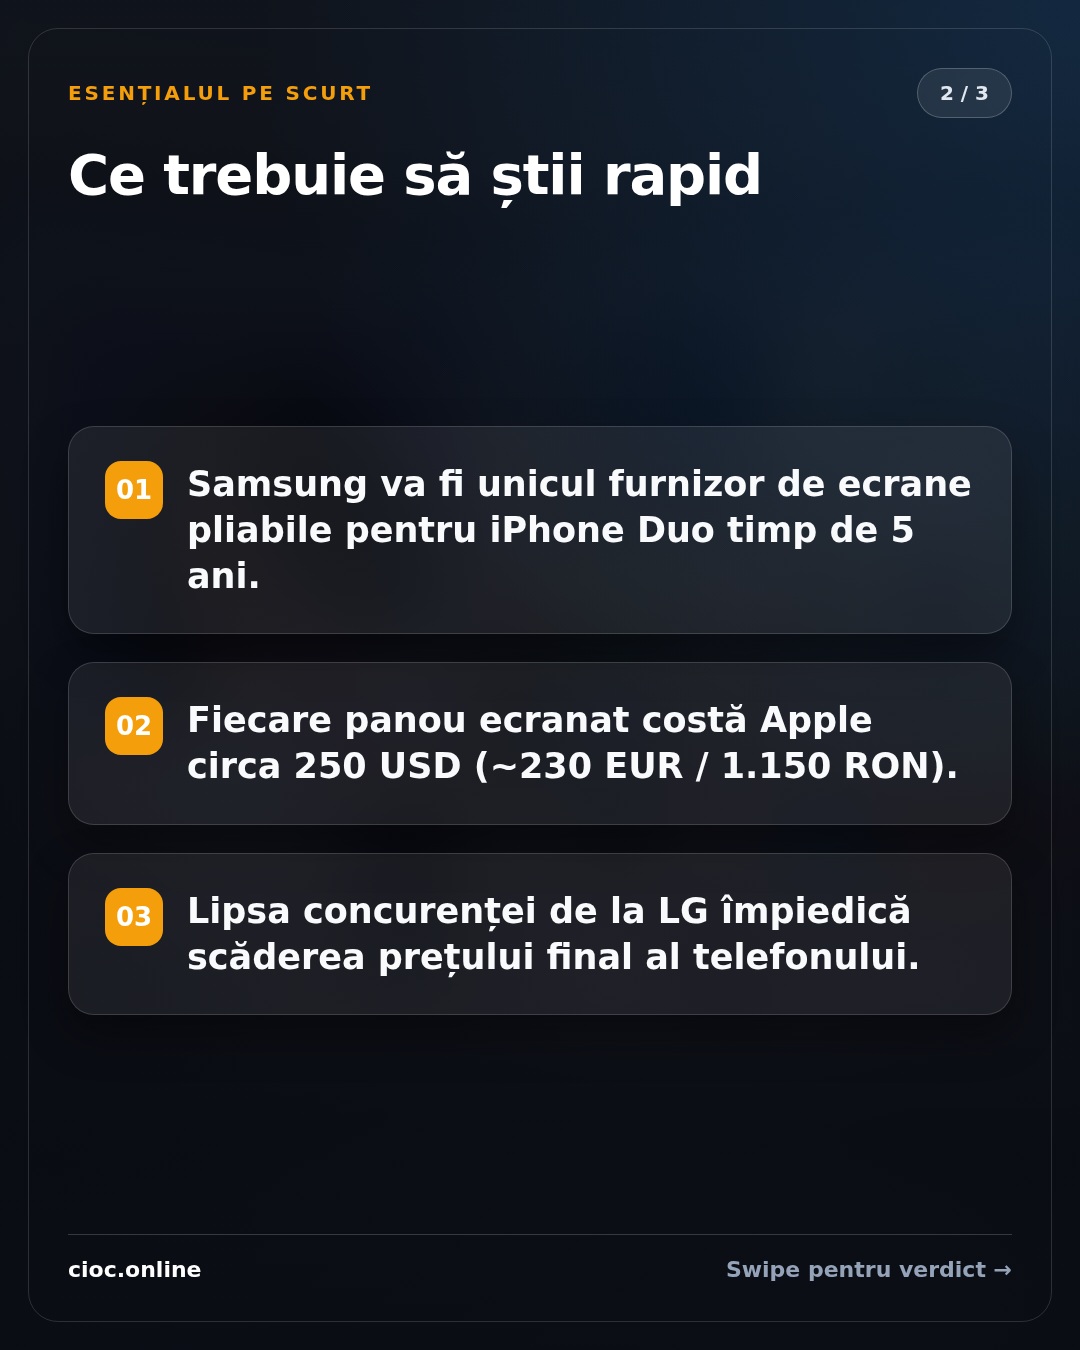 ESENȚIALUL PE SCURT
2 / 3
Ce trebuie să știi rapid
01
Samsung va fi unicul furnizor de ecrane
pliabile pentru iPhone Duo timp de 5
ani.
02
Fiecare panou ecranat costă Apple
circa 250 USD (~230 EUR / 1.150 RON).
03
Lipsa concurenței de la LG împiedică
scăderea prețului final al telefonului.
cioc.online
Swipe pentru verdict →